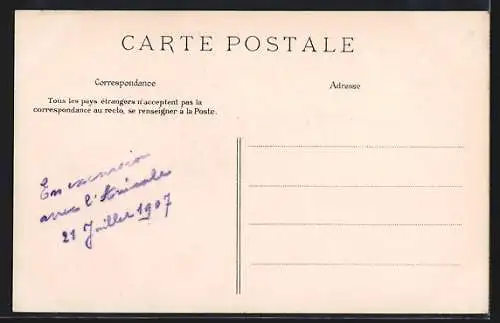 CARTE POSTALE
Correspondance
Adresse
Tous les pays étrangers n'acceptent pas la
correspondance au recto, se renseigner à la Poste.
En excursion
avec l'Amicale
21 Juillet 1907